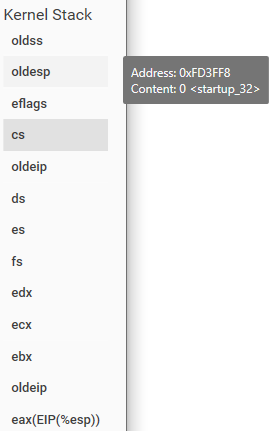 Kernel Stack
oldss
oldesp
Address: 0xFD3FF8
Content: 0 <startup_32>
eflags
cs
oldeip
ds
es
fs
edx
ecx
ebx
oldeip
eax(EIP(%esp))